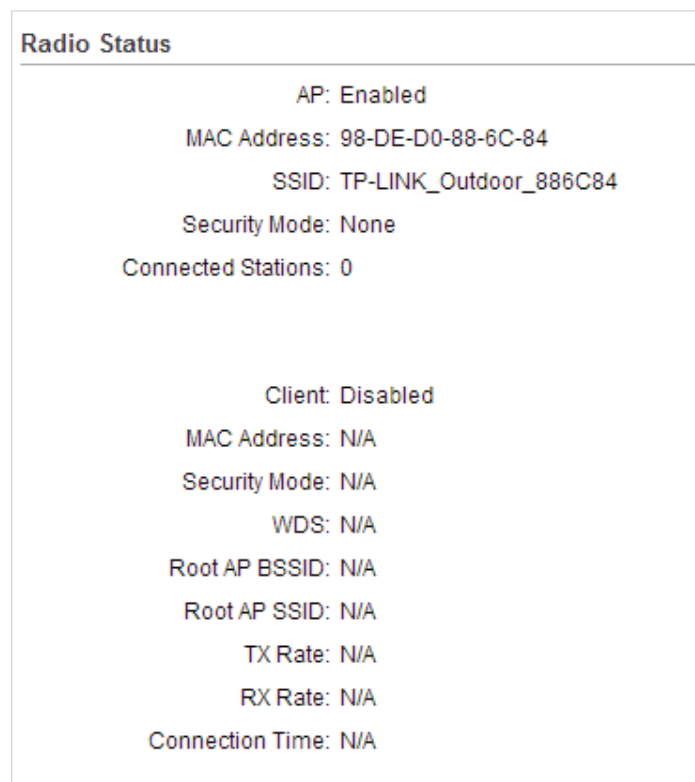 Radio Status
AP: Enabled
MAC Address: 98-DE-D0-88-6C-84
SSID: TP-LINK_Outdoor_886C84
Security Mode: None
Connected Stations: 0
Client: Disabled
MAC Address: N/A
Security Mode: N/A
WDS: N/A
Root AP BSSID: N/A
Root AP SSID: N/A
TX Rate: N/A
RX Rate: N/A
Connection Time: N/A